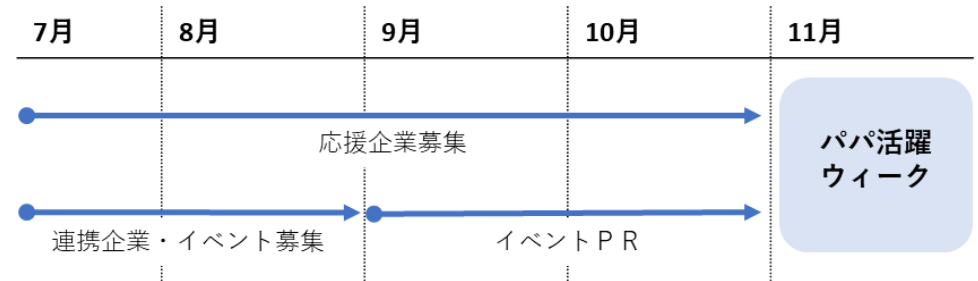 7月 8月 9月 10月 11月
応援企業募集
パパ活躍
ウィーク
連携企業・イベント募集
イベントＰＲ